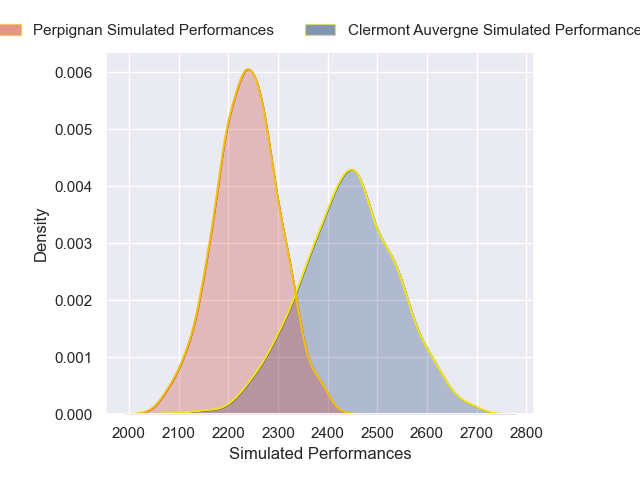 Perpignan Simulated Performances
Clermont Auvergne Simulated Performance
0.006
0.005
0.004
0.003
0.002
0.001
0.000
Density
2000 2100 2200 2300 2400 2500 2600 2700 2800
Simulated Performances